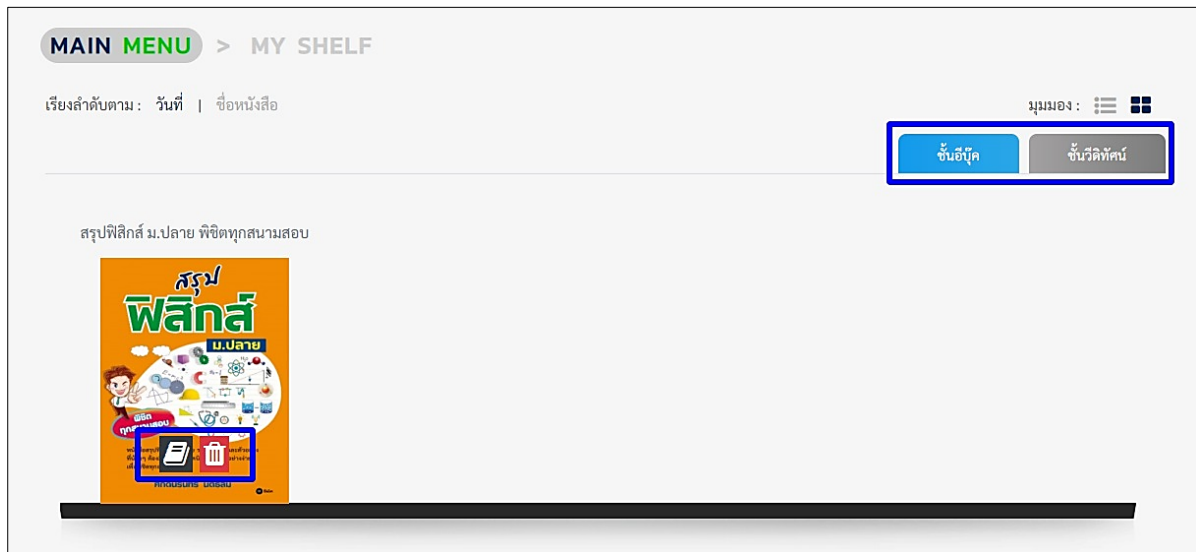 MAIN MENU > MY SHELF
เรียงลำดับตาม : วันที่ | ชื่อหนังสือ
มุมมอง :
ชั้นอีบุ๊ค ชั้นวีดิทัศน์
สรุปฟิสิกส์ ม.ปลาย พิชิตทุกสนามสอบ
สรุป
ฟิสิกส์
ม.ปลาย
พิชิต